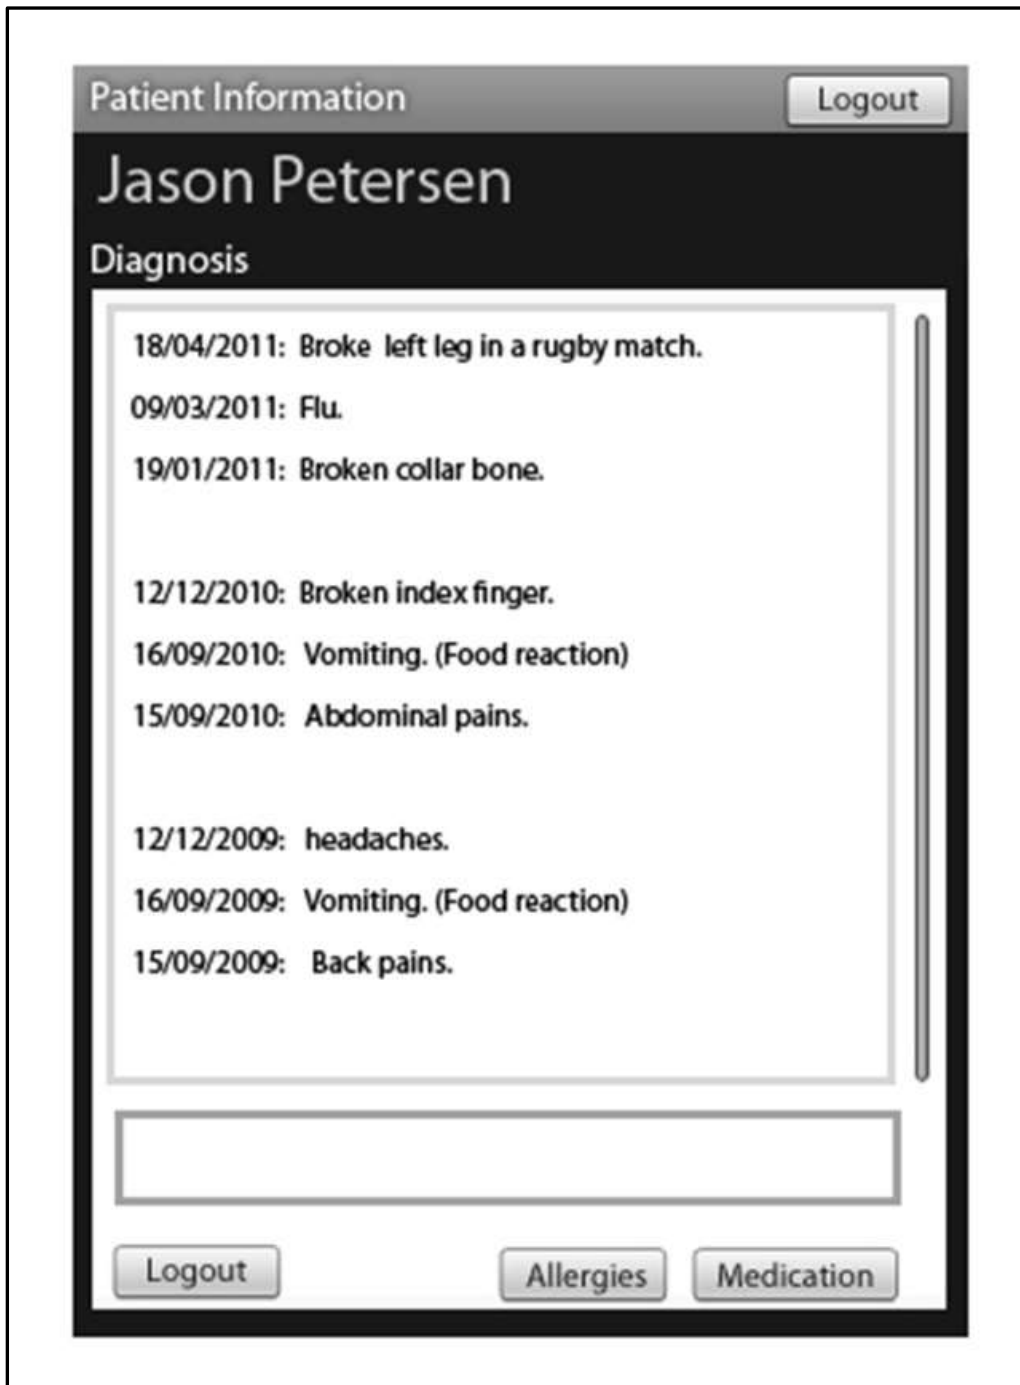 Patient Information
Logout
Jason Petersen
Diagnosis
18/04/2011: Broke left leg in a rugby match.
09/03/2011: Flu.
19/01/2011: Broken collar bone.
12/12/2010: Broken index finger.
16/09/2010: Vomiting. (Food reaction)
15/09/2010: Abdominal pains.
12/12/2009: headaches.
16/09/2009: Vomiting. (Food reaction)
15/09/2009: Back pains.
Logout
Allergies
Medication